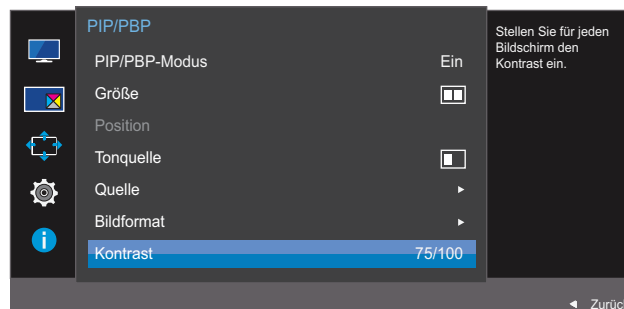 PIP/PBP
PIP/PBP-Modus Ein
Größe
Position
Tonquelle
Quelle
Bildformat
Kontrast 75/100
Stellen Sie für jeden
Bildschirm den
Kontrast ein.
Zurück